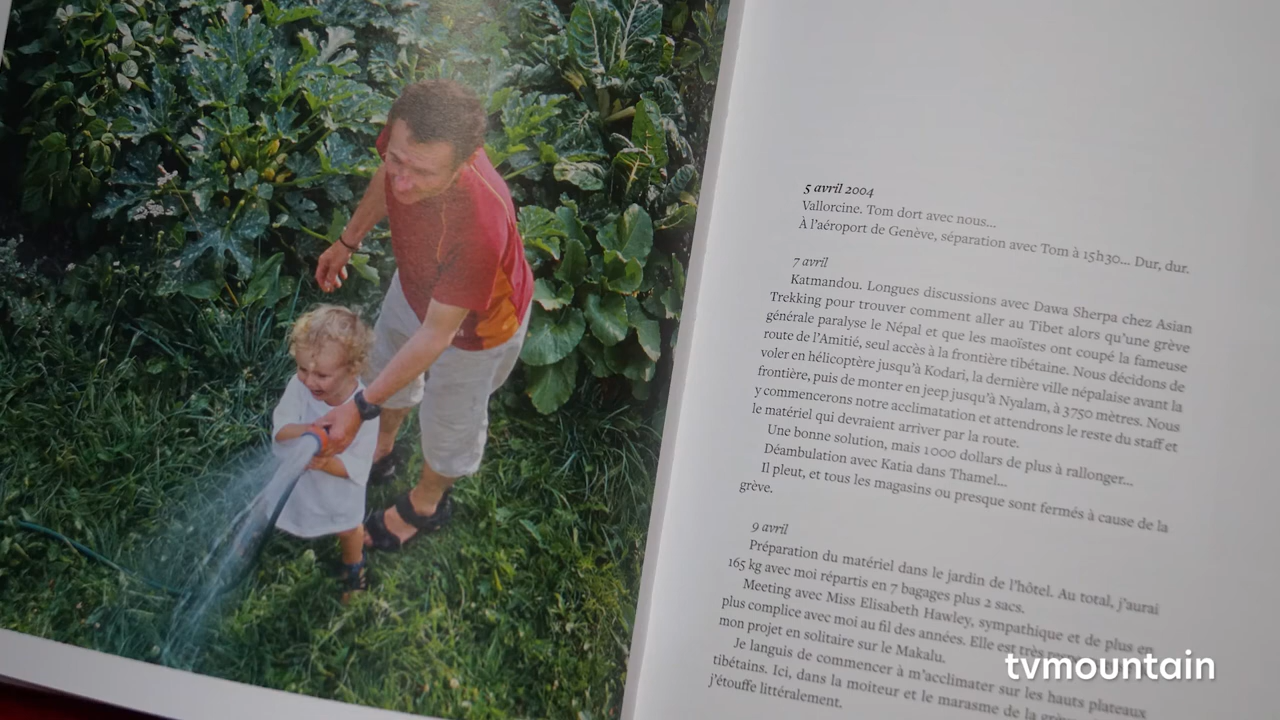 5 avril 2004
Vallorcine. Tom dort avec nous...
À l'aéroport de Genève, séparation avec Tom à 15h30... Dur, dur.
7 avril
Katmandou. Longues discussions avec Dawa Sherpa chez Asian
Trekking pour trouver comment aller au Tibet alors qu'une grève
générale paralyse le Népal et que les maoïstes ont coupé la fameuse
route de l'Amitié, seul accès à la frontière tibétaine. Nous décidons de
voler en hélicoptère jusqu'à Kodari, la dernière ville népalaise avant la
frontière, puis de monter en jeep jusqu'à Nyalam, à 3750 mètres. Nous
y commencerons notre acclimatation et attendrons le reste du staff et
le matériel qui devraient arriver par la route.
Une bonne solution, mais 1000 dollars de plus à rallonger...
Déambulation avec Katia dans Thamel...
Il pleut, et tous les magasins ou presque sont fermés à cause de la
grève.
9 avril
Préparation du matériel dans le jardin de l'hôtel. Au total, j'aurai
165 kg avec moi répartis en 7 bagages plus 2 sacs.
Meeting avec Miss Elisabeth Hawley, sympathique et de plus en
plus complice avec moi au fil des années. Elle est très
mon projet en solitaire sur le Makalu.
Je languis de commencer à m'acclimater sur les hauts plateaux
tibétains. Ici, dans la moiteur et le marasme de la grève
j'étouffe littéralement.
tvmountain